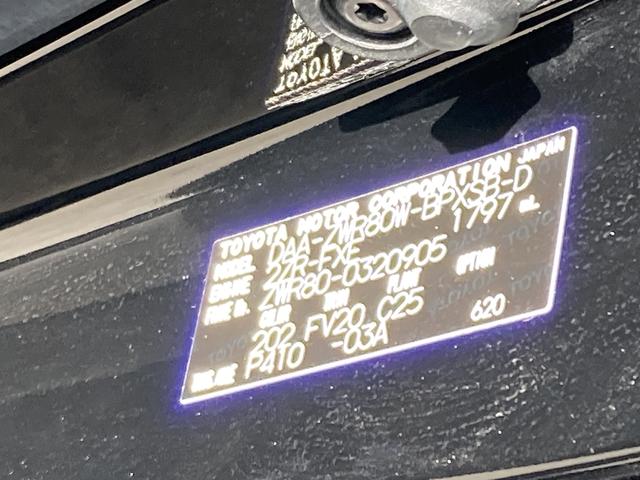 TOYOTA MOTOR CORPORATION JAPAN
MODEL DAA-ZWR80W-BPXSB-D
ENGINE 2ZR-FXE 1797 mL
FRAME No. ZWR80-0320905
COLOR TRIM PLANT OPTION
202 FV20 C25
TRANS./AXLE P410 -03A 620